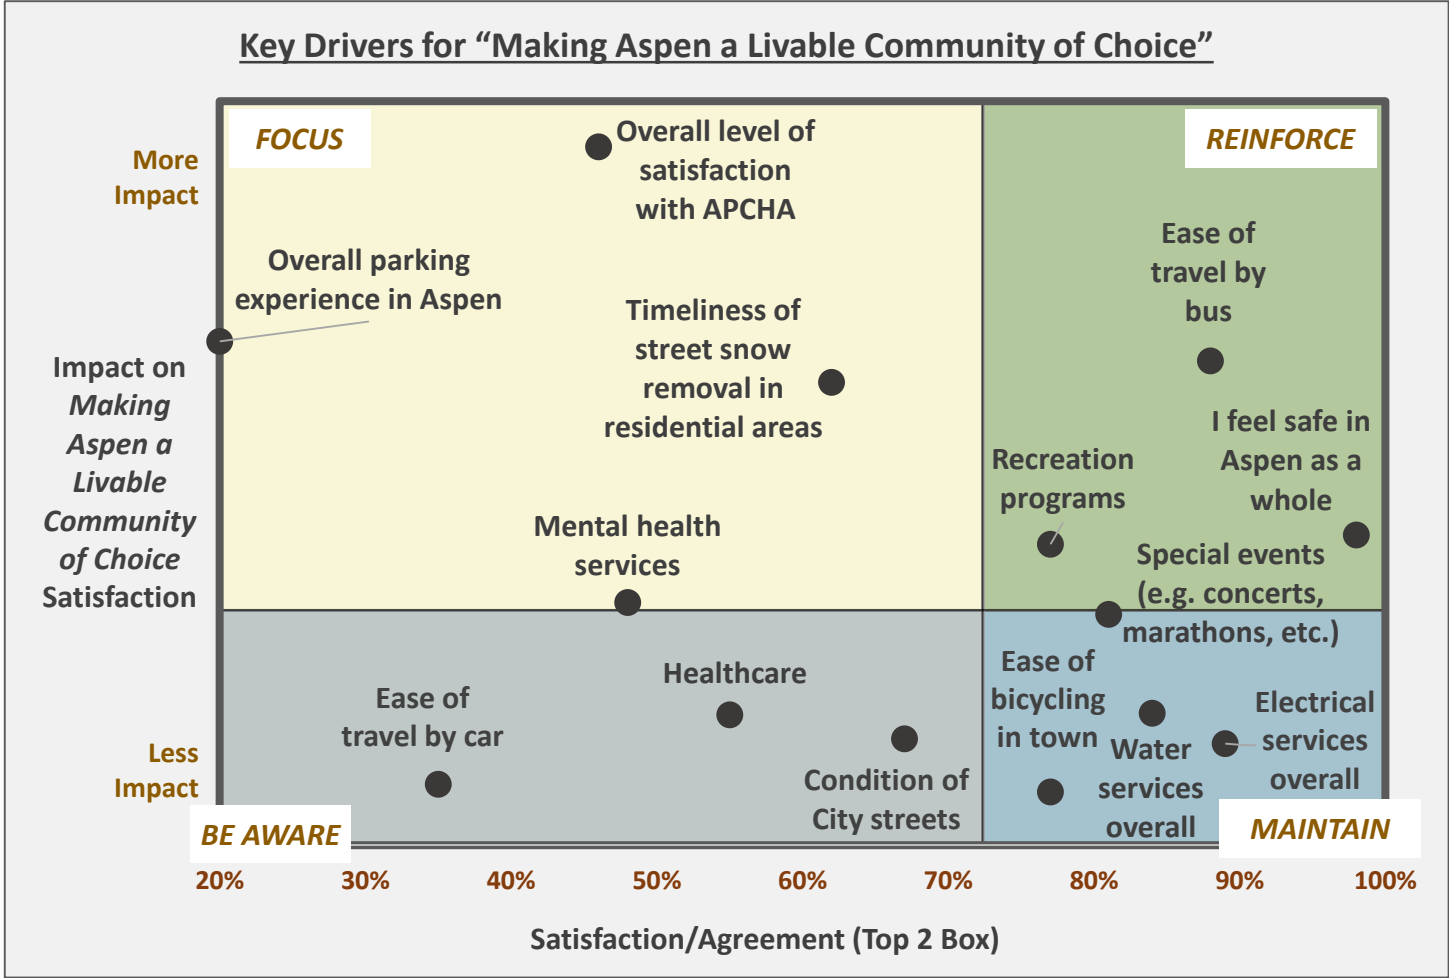 Key Drivers for “Making Aspen a Livable Community of Choice”
FOCUS
REINFORCE
More
Impact
Overall level of
satisfaction
with APCHA
Overall parking
experience in Aspen
Ease of
travel by
bus
Timeliness of
street snow
removal in
residential areas
Impact on
Making
Aspen a
Livable
Community
of Choice
Satisfaction
I feel safe in
Aspen as a
whole
Recreation
programs
Mental health
services
Special events
(e.g. concerts,
marathons, etc.)
Healthcare
Ease of
travel by car
Ease of
bicycling
in town
Electrical
services
overall
Water
services
overall
Condition of
City streets
Less
Impact
BE AWARE
MAINTAIN
20%
30%
40%
50%
60%
70%
80%
90%
100%
Satisfaction/Agreement (Top 2 Box)